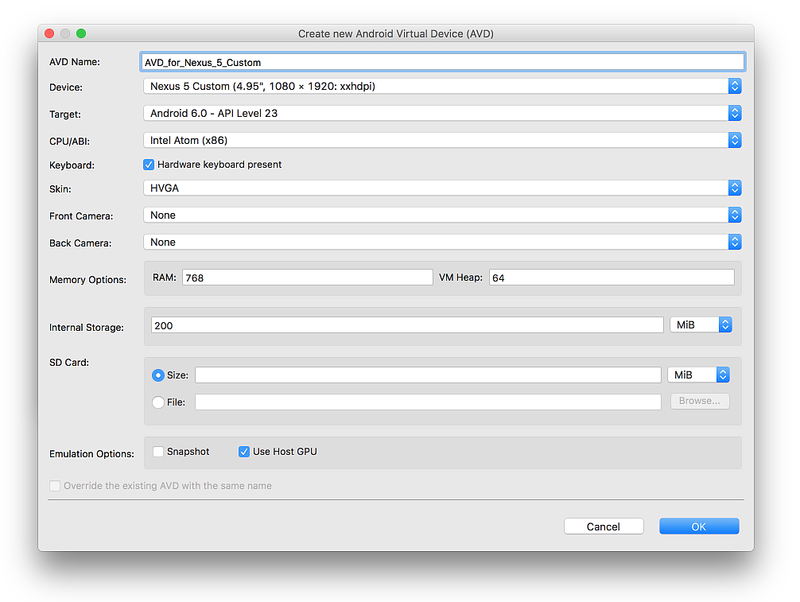 Create new Android Virtual Device (AVD)
AVD Name: AVD_for_Nexus_5_Custom
Device: Nexus 5 Custom (4.95", 1080 × 1920: xxhdpi)
Target: Android 6.0 - API Level 23
CPU/ABI: Intel Atom (x86)
Keyboard: Hardware keyboard present
Skin: HVGA
Front Camera: None
Back Camera: None
Memory Options: RAM: 768 VM Heap: 64
Internal Storage: 200 MiB
SD Card:
Size: MiB
File: Browse...
Emulation Options: Snapshot Use Host GPU
Override the existing AVD with the same name
Cancel OK